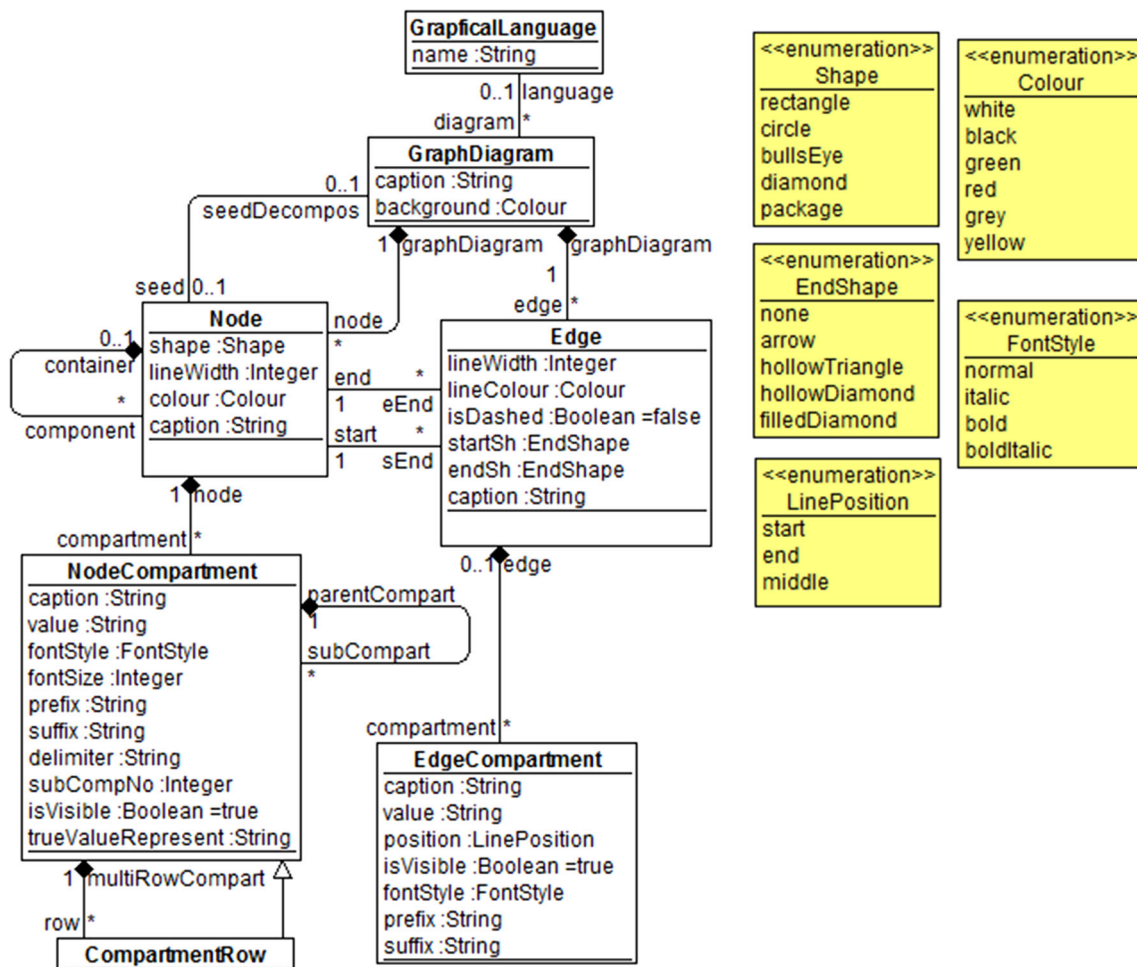 GrapficalLanguage
name :String
0..1 language
diagram *
GraphDiagram
caption :String
background :Colour
0..1
seedDecompos
1 graphDiagram
graphDiagram
1
seed 0..1
node
*
edge *
Node
shape :Shape
lineWidth :Integer
colour :Colour
caption :String
0..1
container
*
component
end *
1 eEnd
start *
1 sEnd
Edge
lineWidth :Integer
lineColour :Colour
isDashed :Boolean =false
startSh :EndShape
endSh :EndShape
caption :String
1 node
compartment *
0..1 edge
NodeCompartment
caption :String
value :String
fontStyle :FontStyle
fontSize :Integer
prefix :String
suffix :String
delimiter :String
subCompNo :Integer
isVisible :Boolean =true
trueValueRepresent :String
parentCompart
1
subCompart
*
compartment *
EdgeCompartment
caption :String
value :String
position :LinePosition
isVisible :Boolean =true
fontStyle :FontStyle
prefix :String
suffix :String
1 multiRowCompart
row *
CompartmentRow
<<enumeration>>
Shape
rectangle
circle
bullsEye
diamond
package
<<enumeration>>
Colour
white
black
green
red
grey
yellow
<<enumeration>>
EndShape
none
arrow
hollowTriangle
hollowDiamond
filledDiamond
<<enumeration>>
FontStyle
normal
italic
bold
boldItalic
<<enumeration>>
LinePosition
start
end
middle